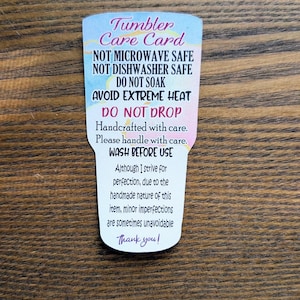 Tumbler
Care Card
NOT MICROWAVE SAFE
NOT DISHWASHER SAFE
DO NOT SOAK
AVOID EXTREME HEAT
DO NOT DROP
Handcrafted with care.
Please handle with care.
WASH BEFORE USE
Although I strive for
perfection, due to the
handmade nature of this
item, minor imperfections
are sometimes unavoidable
Thank you!